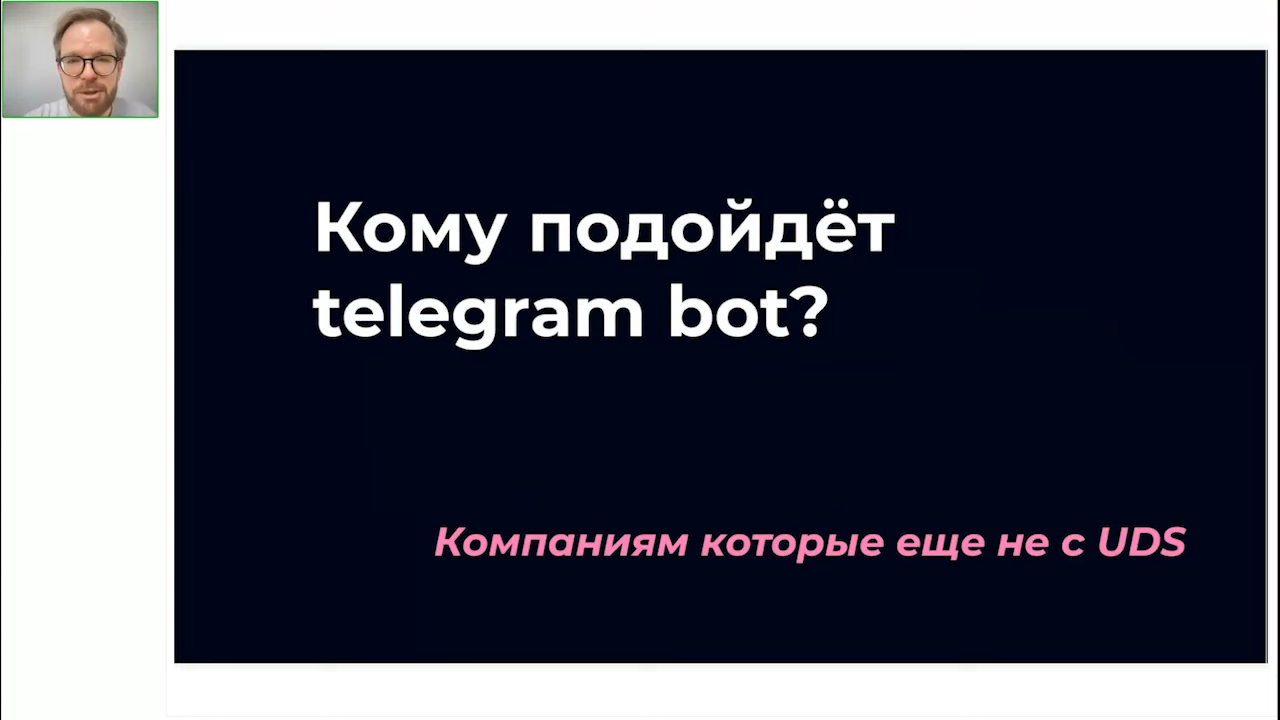 Кому подойдёт
telegram bot?
Компаниям которые еще не с UDS